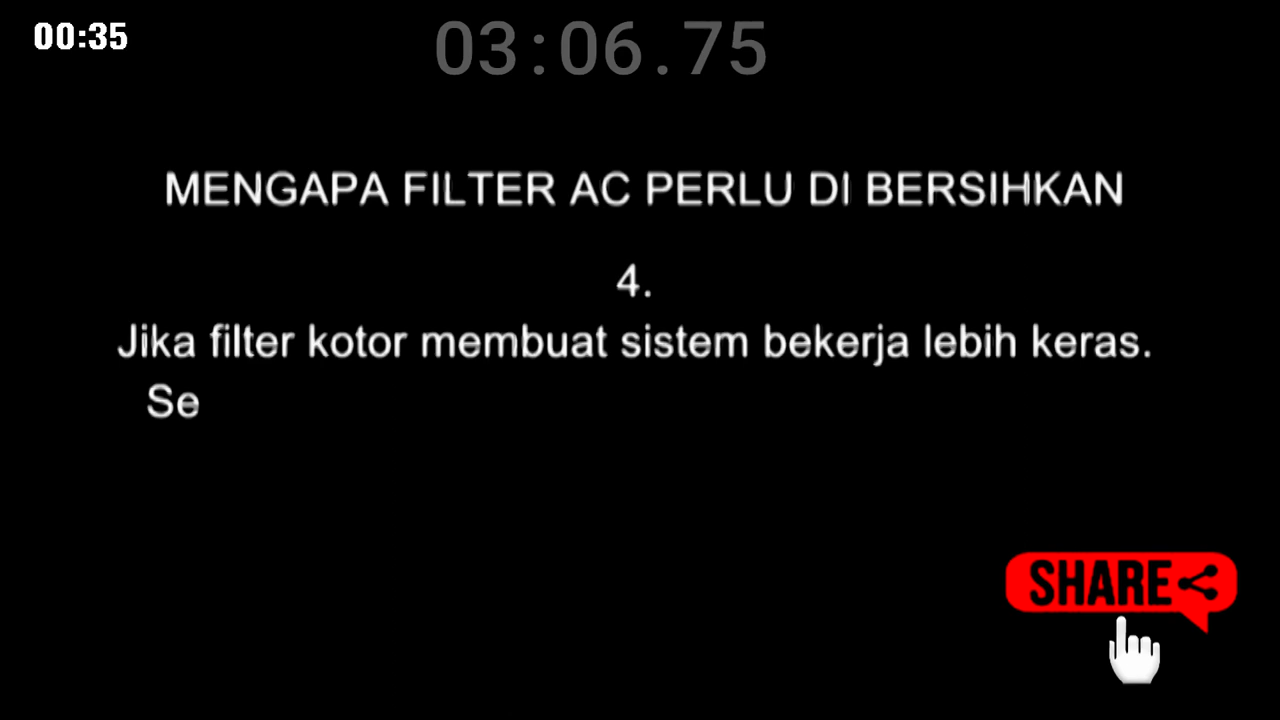 00:35
03:06.75
MENGAPA FILTER AC PERLU DI BERSIHKAN
4.
Jika filter kotor membuat sistem bekerja lebih keras.
Se
SHARE